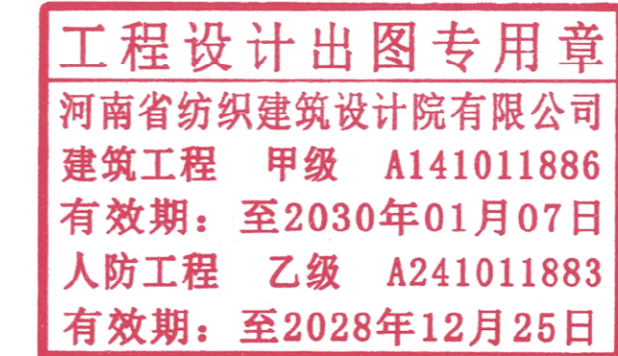 工程设计出图专用章
河南省纺织建筑设计院有限公司
建筑工程 甲级 A141011886
有效期：至2030年01月07日
人防工程 乙级 A241011883
有效期：至2028年12月25日